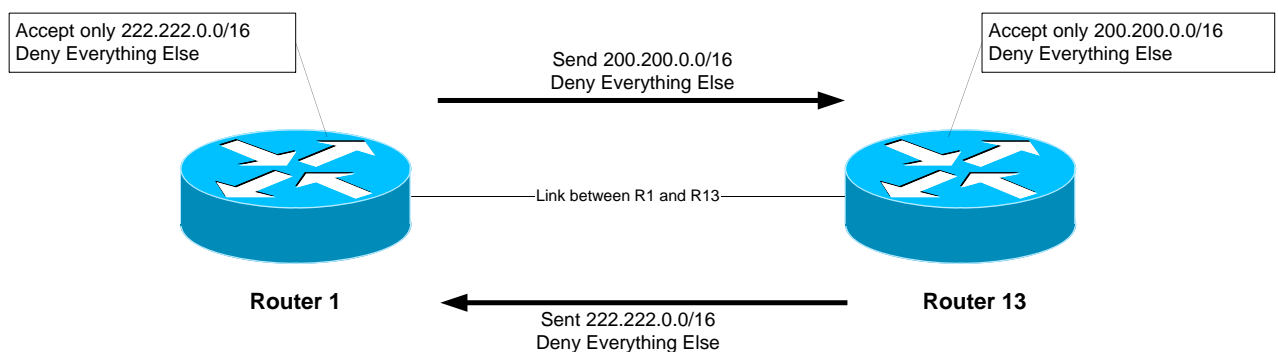 Accept only 222.222.0.0/16
Deny Everything Else
Accept only 200.200.0.0/16
Deny Everything Else
Send 200.200.0.0/16
Deny Everything Else
Link between R1 and R13
Router 1
Router 13
Sent 222.222.0.0/16
Deny Everything Else